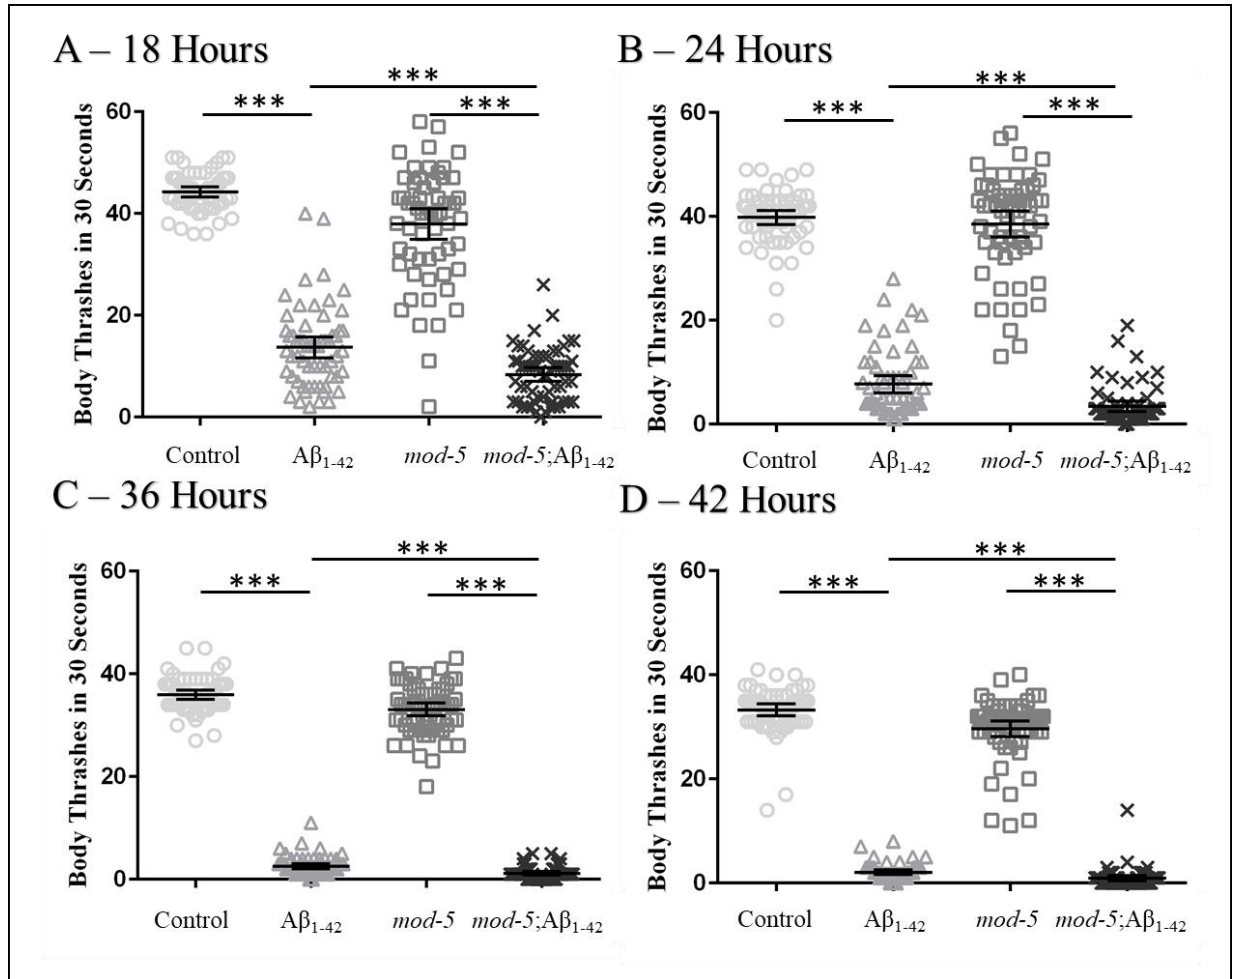 A – 18 Hours
Body Thrashes in 30 Seconds
60
40
20
0
***
***
***
Control
Aβ1-42
mod-5
mod-5;Aβ1-42
B – 24 Hours
Body Thrashes in 30 Seconds
60
40
20
0
***
***
***
Control
Aβ1-42
mod-5
mod-5;Aβ1-42
C – 36 Hours
Body Thrashes in 30 Seconds
60
40
20
0
***
***
***
Control
Aβ1-42
mod-5
mod-5;Aβ1-42
D – 42 Hours
Body Thrashes in 30 Seconds
60
40
20
0
***
***
***
Control
Aβ1-42
mod-5
mod-5;Aβ1-42